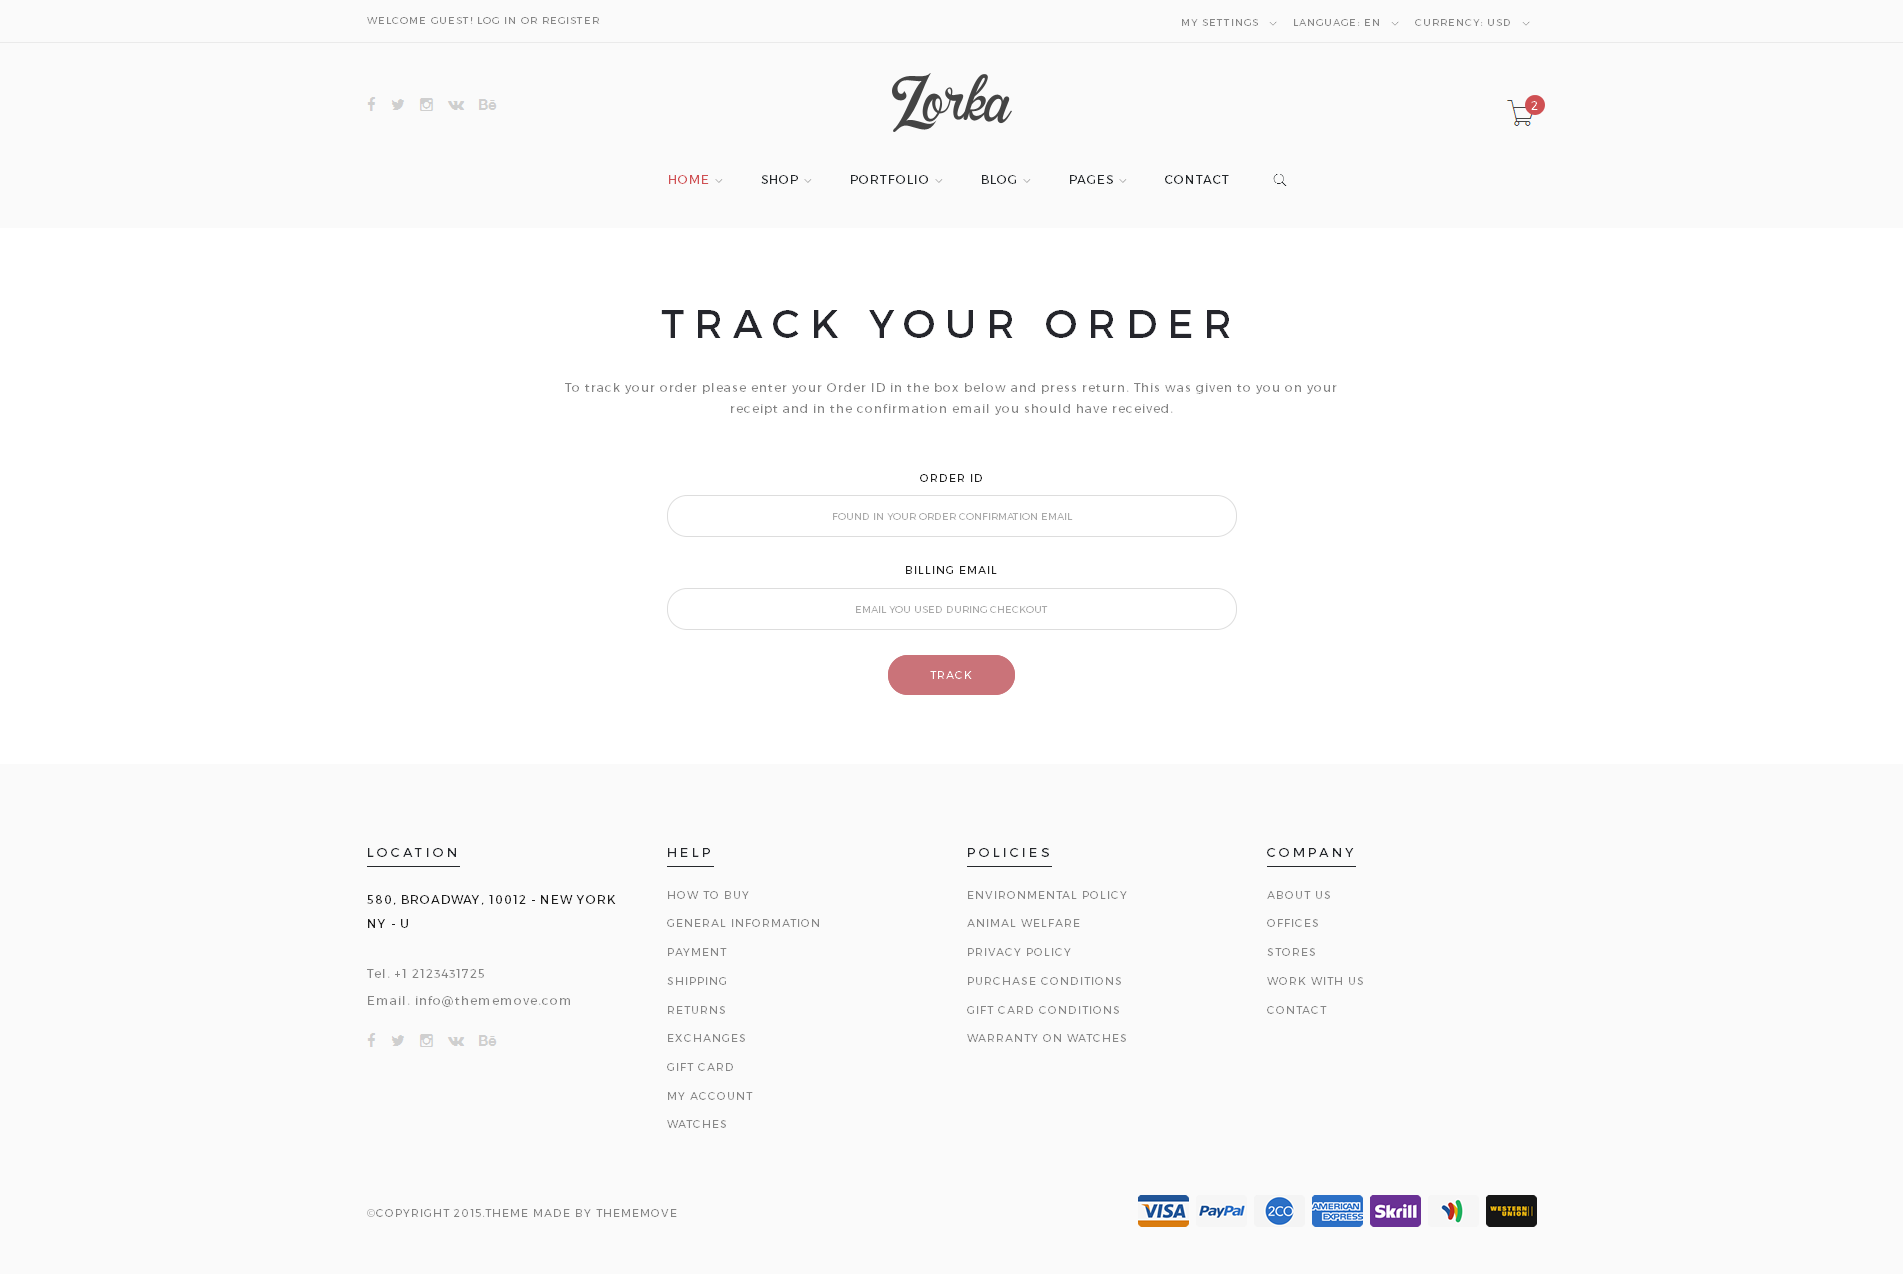 WELCOME GUEST! LOG IN OR REGISTER
MY SETTINGS LANGUAGE: EN CURRENCY: USD
Bē
Zorka
2
HOME SHOP PORTFOLIO BLOG PAGES CONTACT
TRACK YOUR ORDER
To track your order please enter your Order ID in the box below and press return. This was given to you on your
receipt and in the confirmation email you should have received.
ORDER ID
FOUND IN YOUR ORDER CONFIRMATION EMAIL
BILLING EMAIL
EMAIL YOU USED DURING CHECKOUT
TRACK
LOCATION
580, BROADWAY, 10012 - NEW YORK
NY - U
Tel. +1 2123431725
Email. info@thememove.com
Bē
HELP
HOW TO BUY
GENERAL INFORMATION
PAYMENT
SHIPPING
RETURNS
EXCHANGES
GIFT CARD
MY ACCOUNT
WATCHES
POLICIES
ENVIRONMENTAL POLICY
ANIMAL WELFARE
PRIVACY POLICY
PURCHASE CONDITIONS
GIFT CARD CONDITIONS
WARRANTY ON WATCHES
COMPANY
ABOUT US
OFFICES
STORES
WORK WITH US
CONTACT
©COPYRIGHT 2015.THEME MADE BY THEMEMOVE
VISA
PayPal
2CO
AMERICAN
EXPRESS
Skrill
WESTERN
UNION